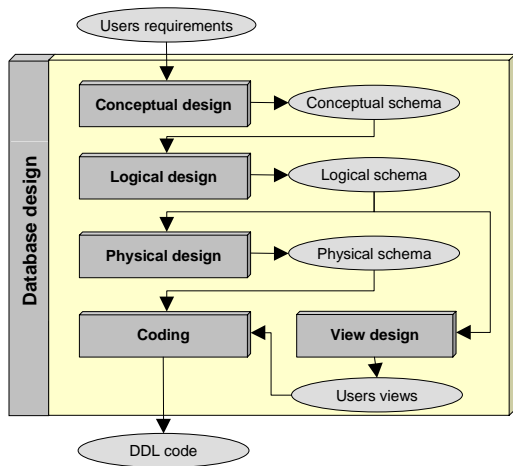 Users requirements
Database design
Conceptual design
Conceptual schema
Logical design
Logical schema
Physical design
Physical schema
Coding
View design
Users views
DDL code